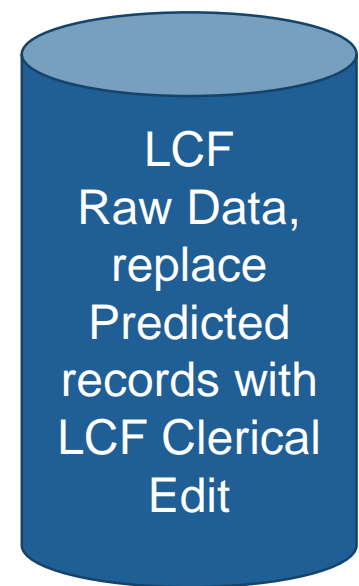 LCF
Raw Data,
replace
Predicted
records with
LCF Clerical
Edit